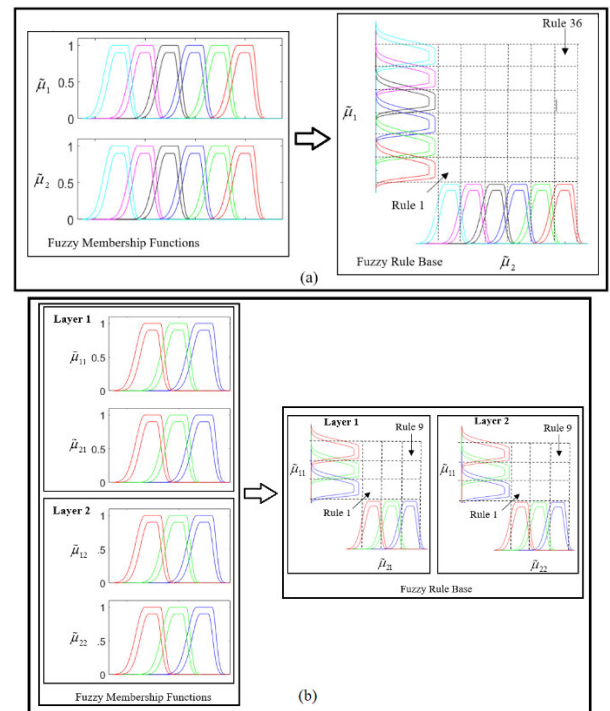 1
0.5
0
μ̃₁
1
0.5
0
μ̃₂
Fuzzy Membership Functions
Rule 36
μ̃₁
Rule 1
Fuzzy Rule Base
μ̃₂
(a)
Layer 1
1
0.5
0
μ̃₁₁
1
.5
0
μ̃₂₁
Layer 2
1
.5
0
μ̃₁₂
1
.5
0
μ̃₂₂
Fuzzy Membership Functions
Layer 1
Rule 9
μ̃₁₁
Rule 1
μ̃₂₁
Layer 2
Rule 9
μ̃₁₁
Rule 1
μ̃₂₂
Fuzzy Rule Base
(b)